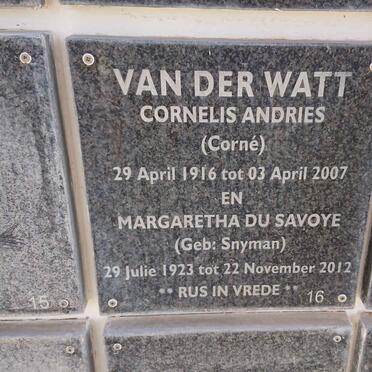 VAN DER WATT
CORNELIS ANDRIES
(Corné)
29 April 1916 tot 03 April 2007
EN
MARGARETHA DU SAVOYE
(Geb: Snyman)
29 Julie 1923 tot 22 November 2012
** RUS IN VREDE **
15
16